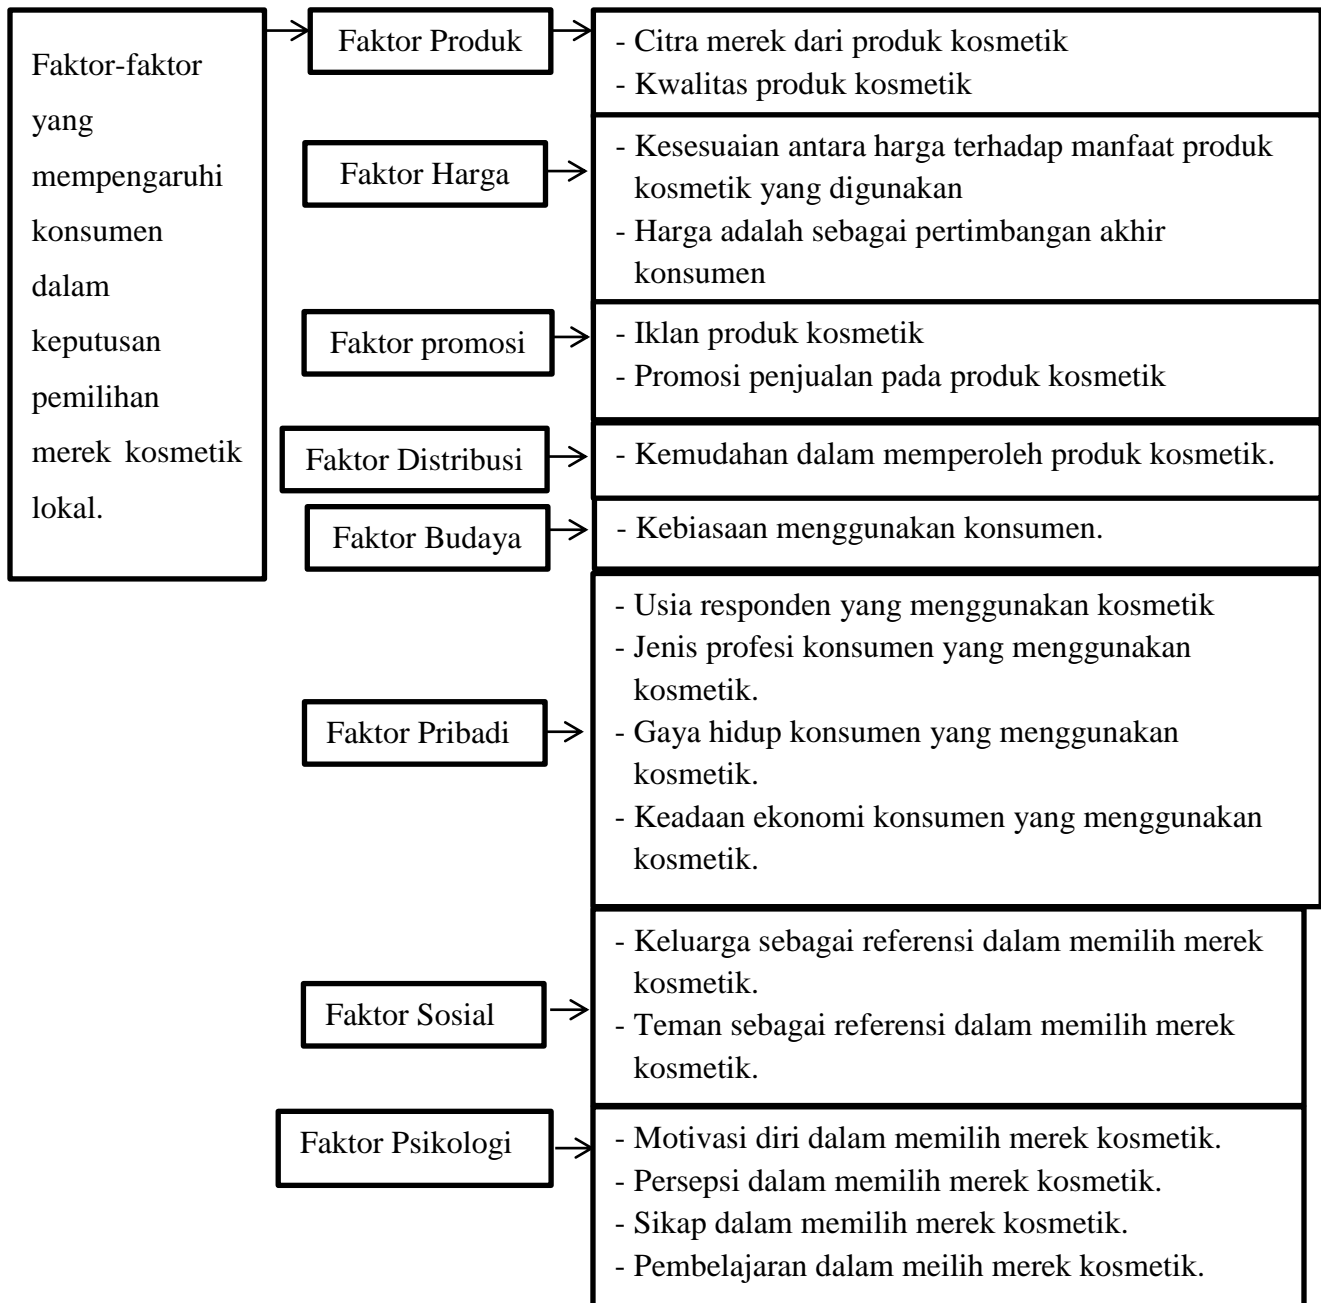 Faktor-faktor
yang
mempengaruhi
konsumen
dalam
keputusan
pemilihan
merek kosmetik
lokal.
Faktor Produk
- Citra merek dari produk kosmetik
- Kwalitas produk kosmetik
Faktor Harga
- Kesesuaian antara harga terhadap manfaat produk
kosmetik yang digunakan
- Harga adalah sebagai pertimbangan akhir
konsumen
Faktor promosi
- Iklan produk kosmetik
- Promosi penjualan pada produk kosmetik
Faktor Distribusi
- Kemudahan dalam memperoleh produk kosmetik.
Faktor Budaya
- Kebiasaan menggunakan konsumen.
Faktor Pribadi
- Usia responden yang menggunakan kosmetik
- Jenis profesi konsumen yang menggunakan
kosmetik.
- Gaya hidup konsumen yang menggunakan
kosmetik.
- Keadaan ekonomi konsumen yang menggunakan
kosmetik.
Faktor Sosial
- Keluarga sebagai referensi dalam memilih merek
kosmetik.
- Teman sebagai referensi dalam memilih merek
kosmetik.
Faktor Psikologi
- Motivasi diri dalam memilih merek kosmetik.
- Persepsi dalam memilih merek kosmetik.
- Sikap dalam memilih merek kosmetik.
- Pembelajaran dalam meilih merek kosmetik.